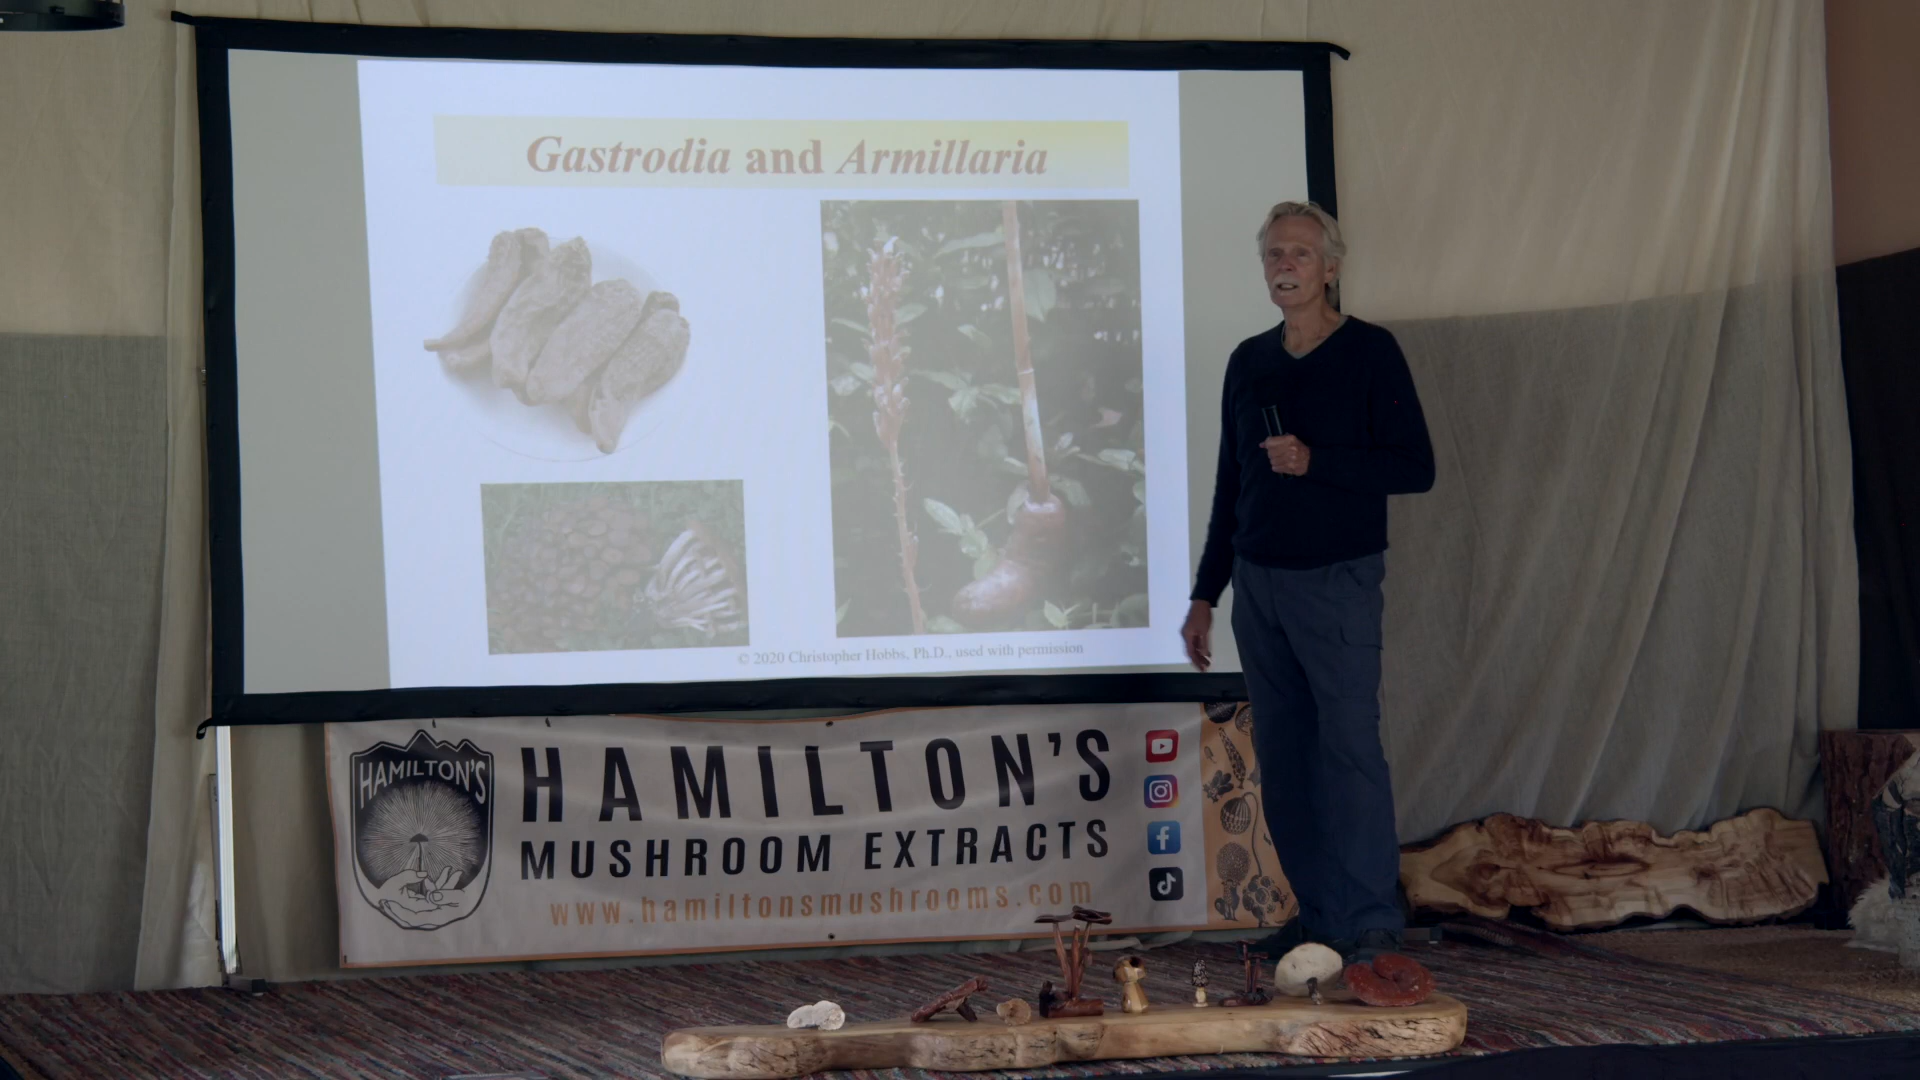 Gastrodia and Armillaria
© 2020 Christopher Hobbs, Ph.D., used with permission
HAMILTON'S
HAMILTON'S
MUSHROOM EXTRACTS
www.hamiltonsmushrooms.com